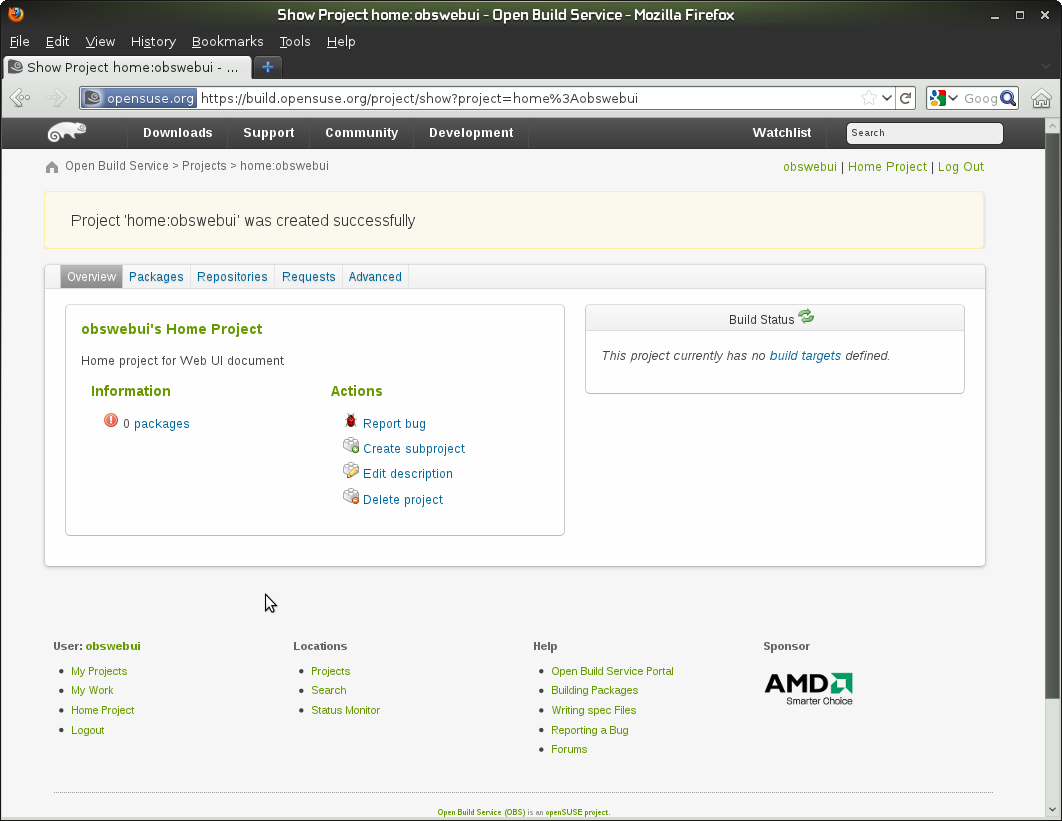 Show Project home:obswebui - Open Build Service - Mozilla Firefox
File Edit View History Bookmarks Tools Help
Show Project home:obswebui - ...
opensuse.org https://build.opensuse.org/project/show?project=home%3Aobswebui Goog
Downloads Support Community Development Watchlist Search
Open Build Service > Projects > home:obswebui
obswebui | Home Project | Log Out
Project 'home:obswebui' was created successfully
Overview Packages Repositories Requests Advanced
obswebui's Home Project
Home project for Web UI document
Information
0 packages
Actions
Report bug
Create subproject
Edit description
Delete project
Build Status
This project currently has no build targets defined.
User: obswebui
My Projects
My Work
Home Project
Logout
Locations
Projects
Search
Status Monitor
Help
Open Build Service Portal
Building Packages
Writing spec Files
Reporting a Bug
Forums
Sponsor
AMD
Smarter Choice
Open Build Service (OBS) is an openSUSE project.